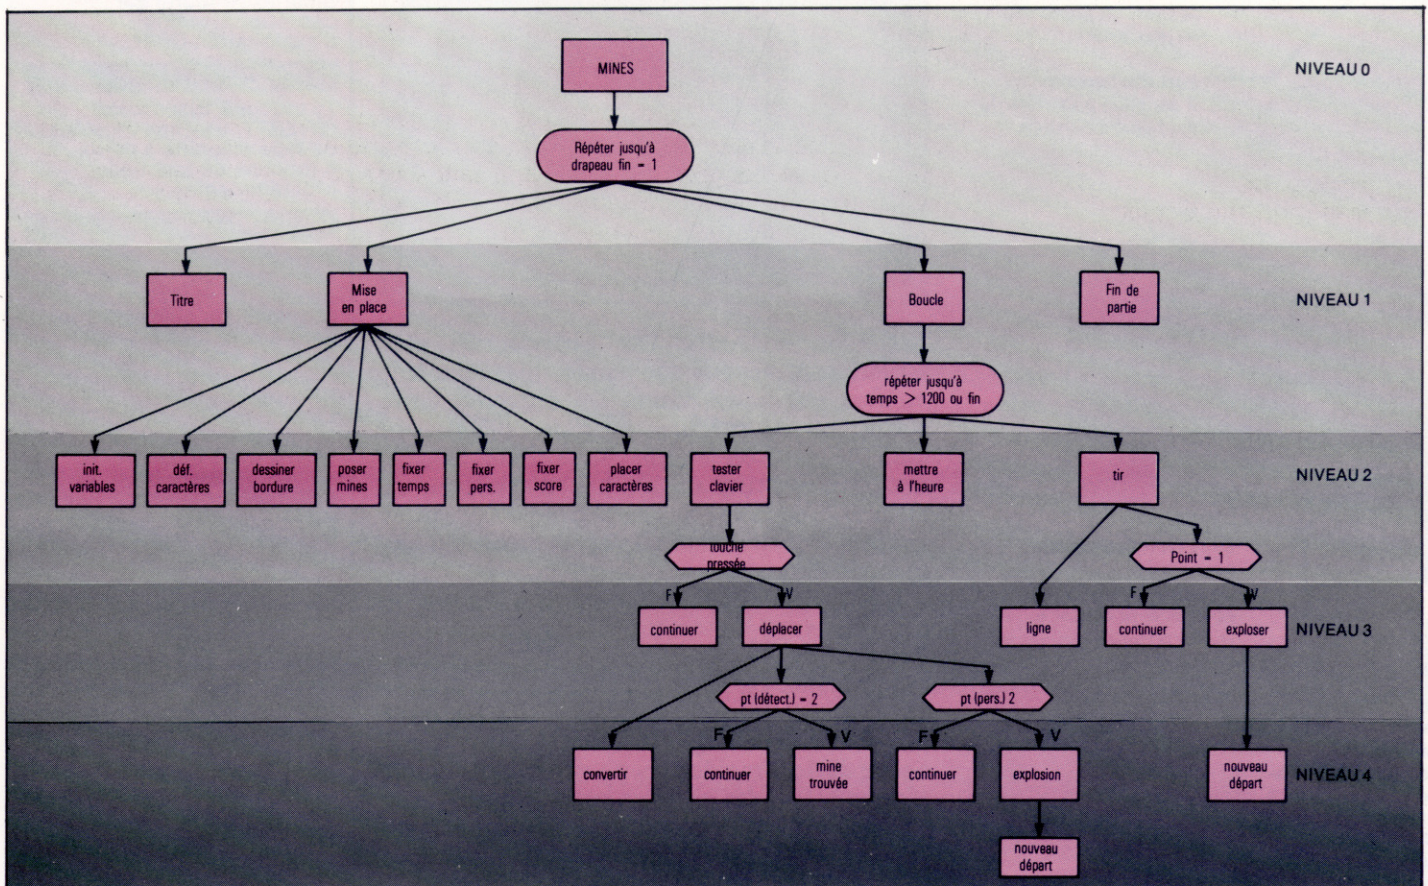 MINES
NIVEAU 0
Répéter jusqu'à
drapeau fin = 1
Titre
Mise
en place
Boucle
Fin de
partie
NIVEAU 1
répéter jusqu'à
temps > 1200 ou fin
init.
variables
déf.
caractères
dessiner
bordure
poser
mines
fixer
temps
fixer
pers.
fixer
score
placer
caractères
tester
clavier
mettre
à l'heure
tir
NIVEAU 2
touche
pressée
Point = 1
F
V
F
V
continuer
déplacer
ligne
continuer
exploser
NIVEAU 3
pt (détect.) = 2
pt (pers.) 2
F
V
F
V
convertir
continuer
mine
trouvée
continuer
explosion
nouveau
départ
NIVEAU 4
nouveau
départ